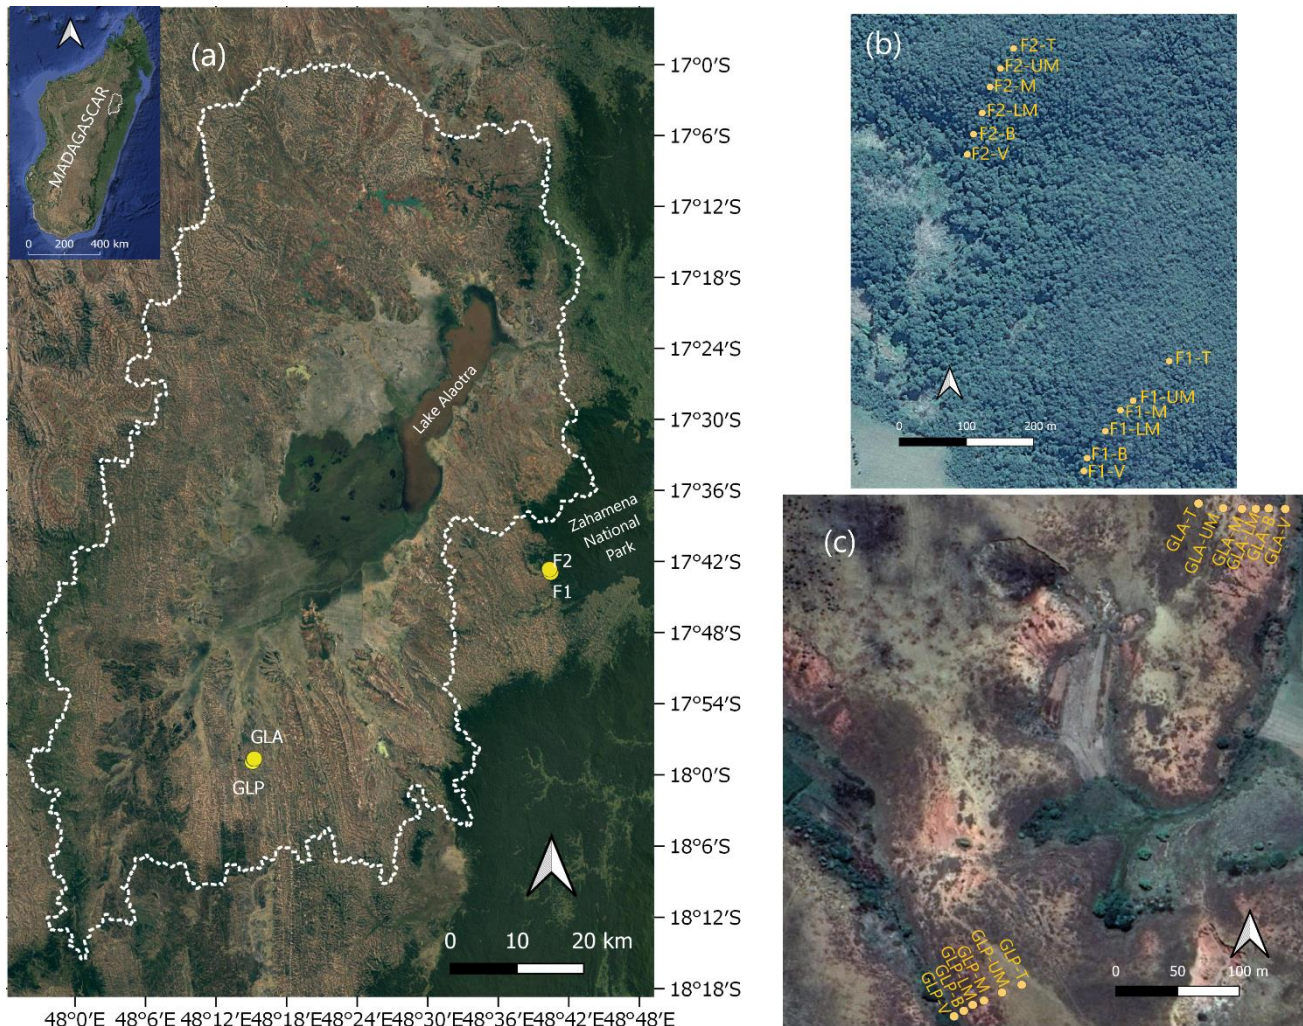 (a)
MADAGASCAR
0 200 400 km
17°0'S
17°6'S
17°12'S
17°18'S
17°24'S
17°30'S
17°36'S
17°42'S
17°48'S
17°54'S
18°0'S
18°6'S
18°12'S
18°18'S
Lake Alaotra
Zahamena
National
Park
F2
F1
GLA
GLP
0 10 20 km
48°0'E 48°6'E 48°12'E 48°18'E 48°24'E 48°30'E 48°36'E 48°42'E 48°48'E
(b)
F2-T
F2-UM
F2-M
F2-LM
F2-B
F2-V
F1-T
F1-UM
F1-M
F1-LM
F1-B
F1-V
0 100 200 m
(c)
GLA-T
GLA-UM
GLA-M
GLA-LM
GLA-B
GLA-V
GLP-T
GLP-UM
GLP-M
GLP-LM
GLP-B
GLP-V
0 50 100 m